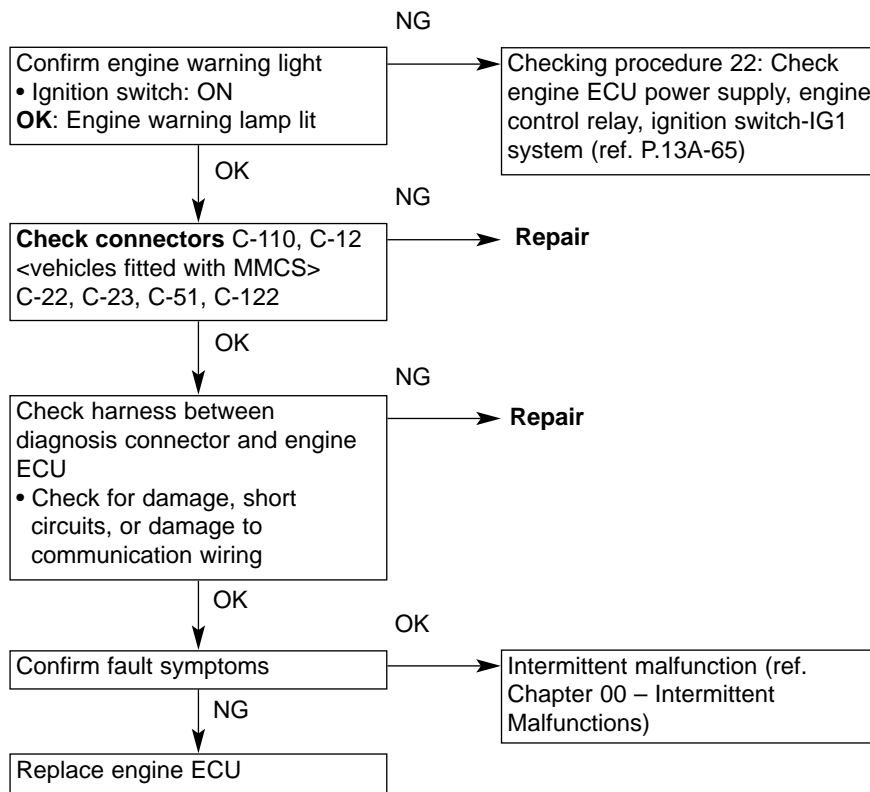 NG
Confirm engine warning light
• Ignition switch: ON
OK: Engine warning lamp lit
Checking procedure 22: Check
engine ECU power supply, engine
control relay, ignition switch-IG1
system (ref. P.13A-65)
OK
NG
Check connectors C-110, C-12
<vehicles fitted with MMCS>
C-22, C-23, C-51, C-122
Repair
OK
NG
Check harness between
diagnosis connector and engine
ECU
• Check for damage, short
circuits, or damage to
communication wiring
Repair
OK
OK
Confirm fault symptoms
Intermittent malfunction (ref.
Chapter 00 – Intermittent
Malfunctions)
NG
Replace engine ECU